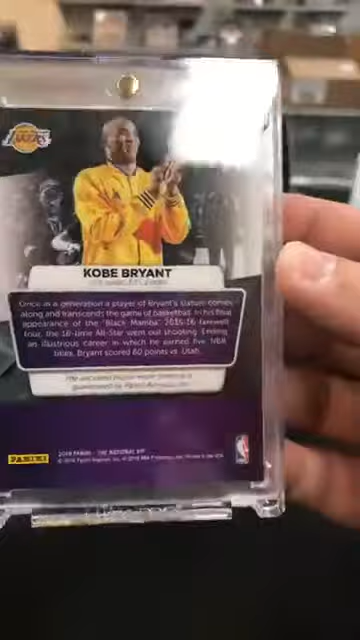 LAKERS
KOBE BRYANT
Once in a generation a player of Bryant's stature comes
along and transcends the game of basketball. In his final
appearance of the "Black Mamba" 2015-16 farewell
tour, the 18-time All-Star went out shooting. Ending
an illustrious career in which he earned five NBA
titles, Bryant scored 60 points vs. Utah.
PANINI
2016 PANINI - THE NATIONAL VIP